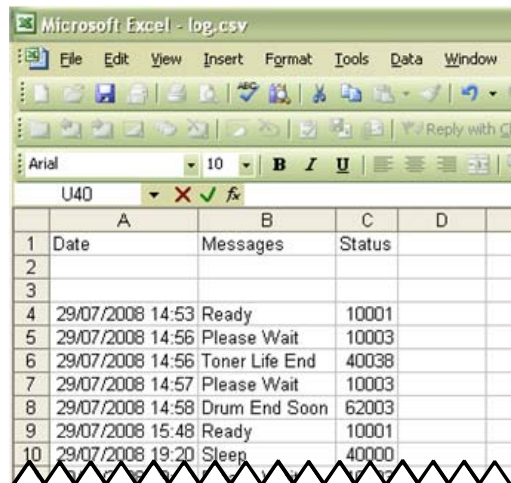 Microsoft Excel - log.csv
File Edit View Insert Format Tools Data Window
ABC
Reply with
Arial 10 B I U
U40 fx
A B C D
1 Date Messages Status
2
3
4 29/07/2008 14:53 Ready 10001
5 29/07/2008 14:56 Please Wait 10003
6 29/07/2008 14:56 Toner Life End 40038
7 29/07/2008 14:57 Please Wait 10003
8 29/07/2008 14:58 Drum End Soon 62003
9 29/07/2008 15:48 Ready 10001
10 29/07/2008 19:20 Sleep 40000